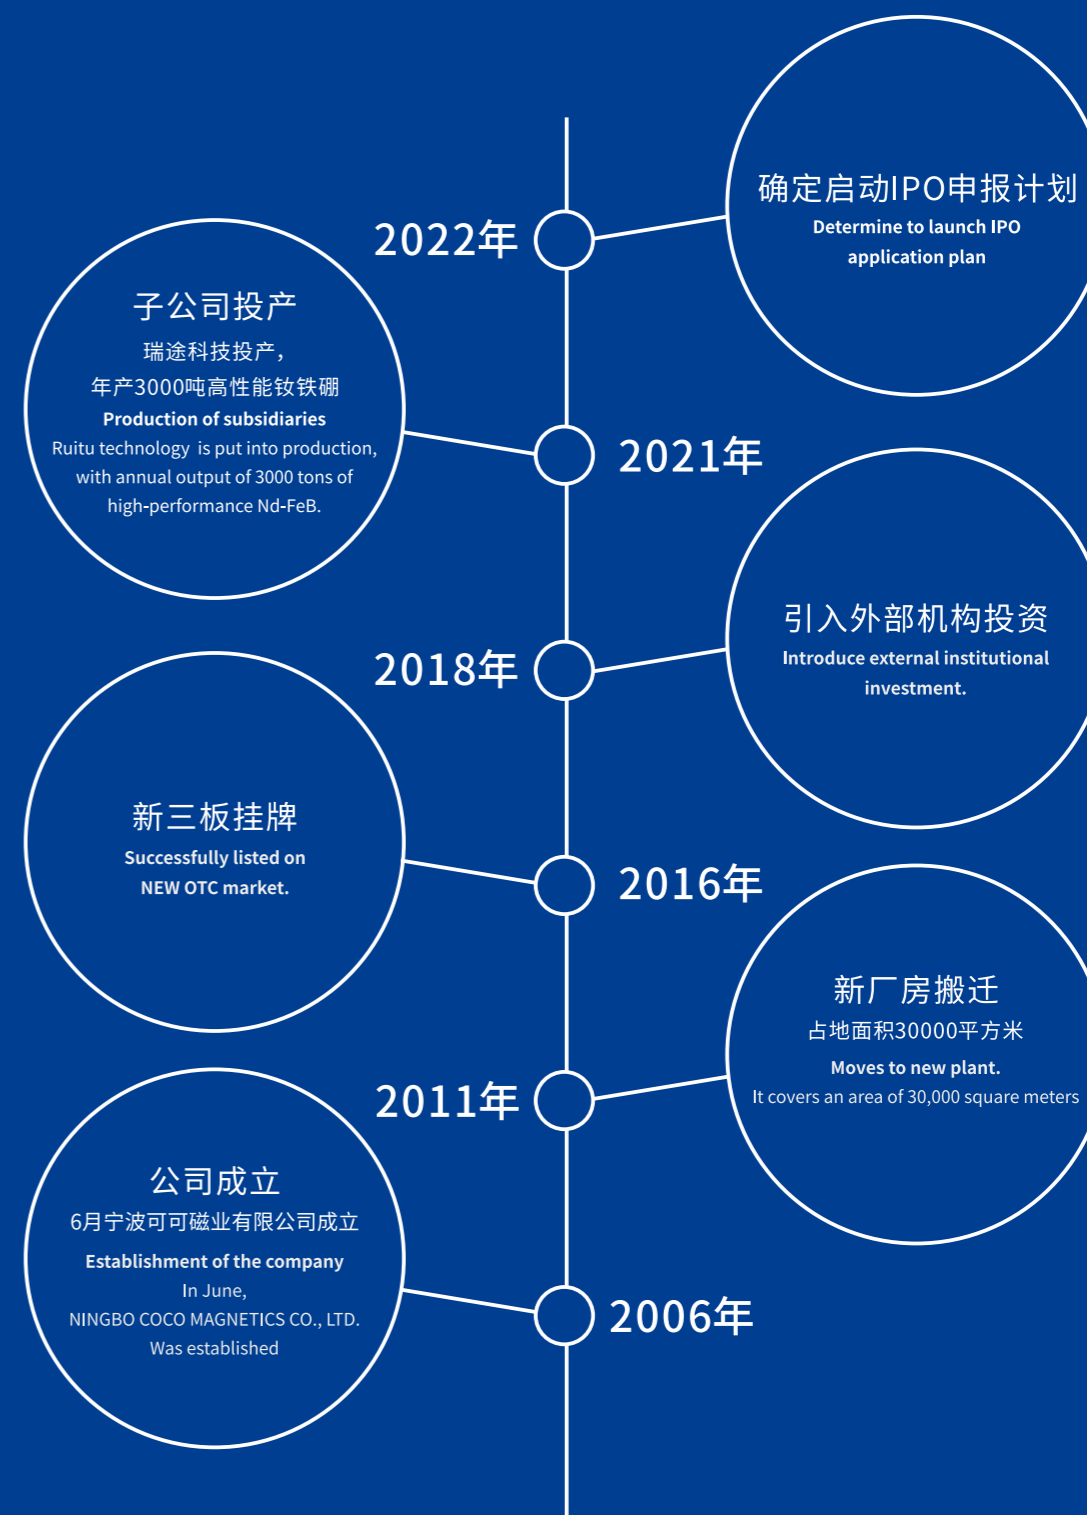 2022年
确定启动IPO申报计划
Determine to launch IPO
application plan
子公司投产
瑞途科技投产，
年产3000吨高性能钕铁硼
Production of subsidiaries
Ruitu technology is put into production,
with annual output of 3000 tons of
high-performance Nd-FeB.
2021年
2018年
引入外部机构投资
Introduce external institutional
investment.
新三板挂牌
Successfully listed on
NEW OTC market.
2016年
2011年
新厂房搬迁
占地面积30000平方米
Moves to new plant.
It covers an area of 30,000 square meters
公司成立
6月宁波可可磁业有限公司成立
Establishment of the company
In June,
NINGBO COCO MAGNETICS CO., LTD.
Was established
2006年